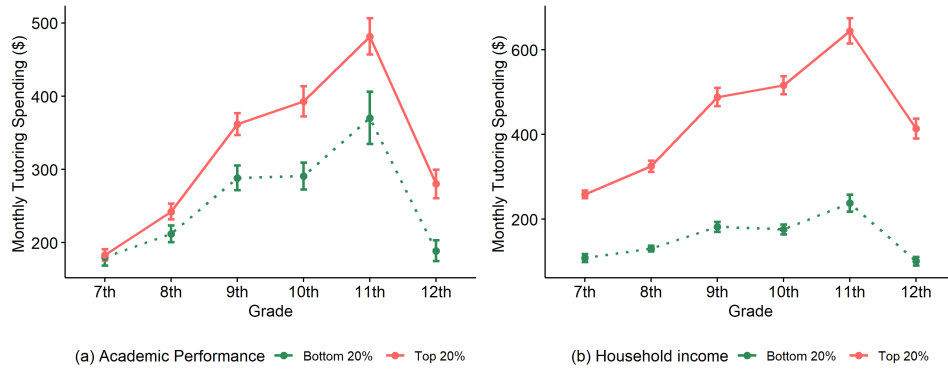 Monthly Tutoring Spending ($)
500
400
300
200
7th 8th 9th 10th 11th 12th
Grade
(a) Academic Performance Bottom 20% Top 20%
Monthly Tutoring Spending ($)
600
400
200
7th 8th 9th 10th 11th 12th
Grade
(b) Household income Bottom 20% Top 20%